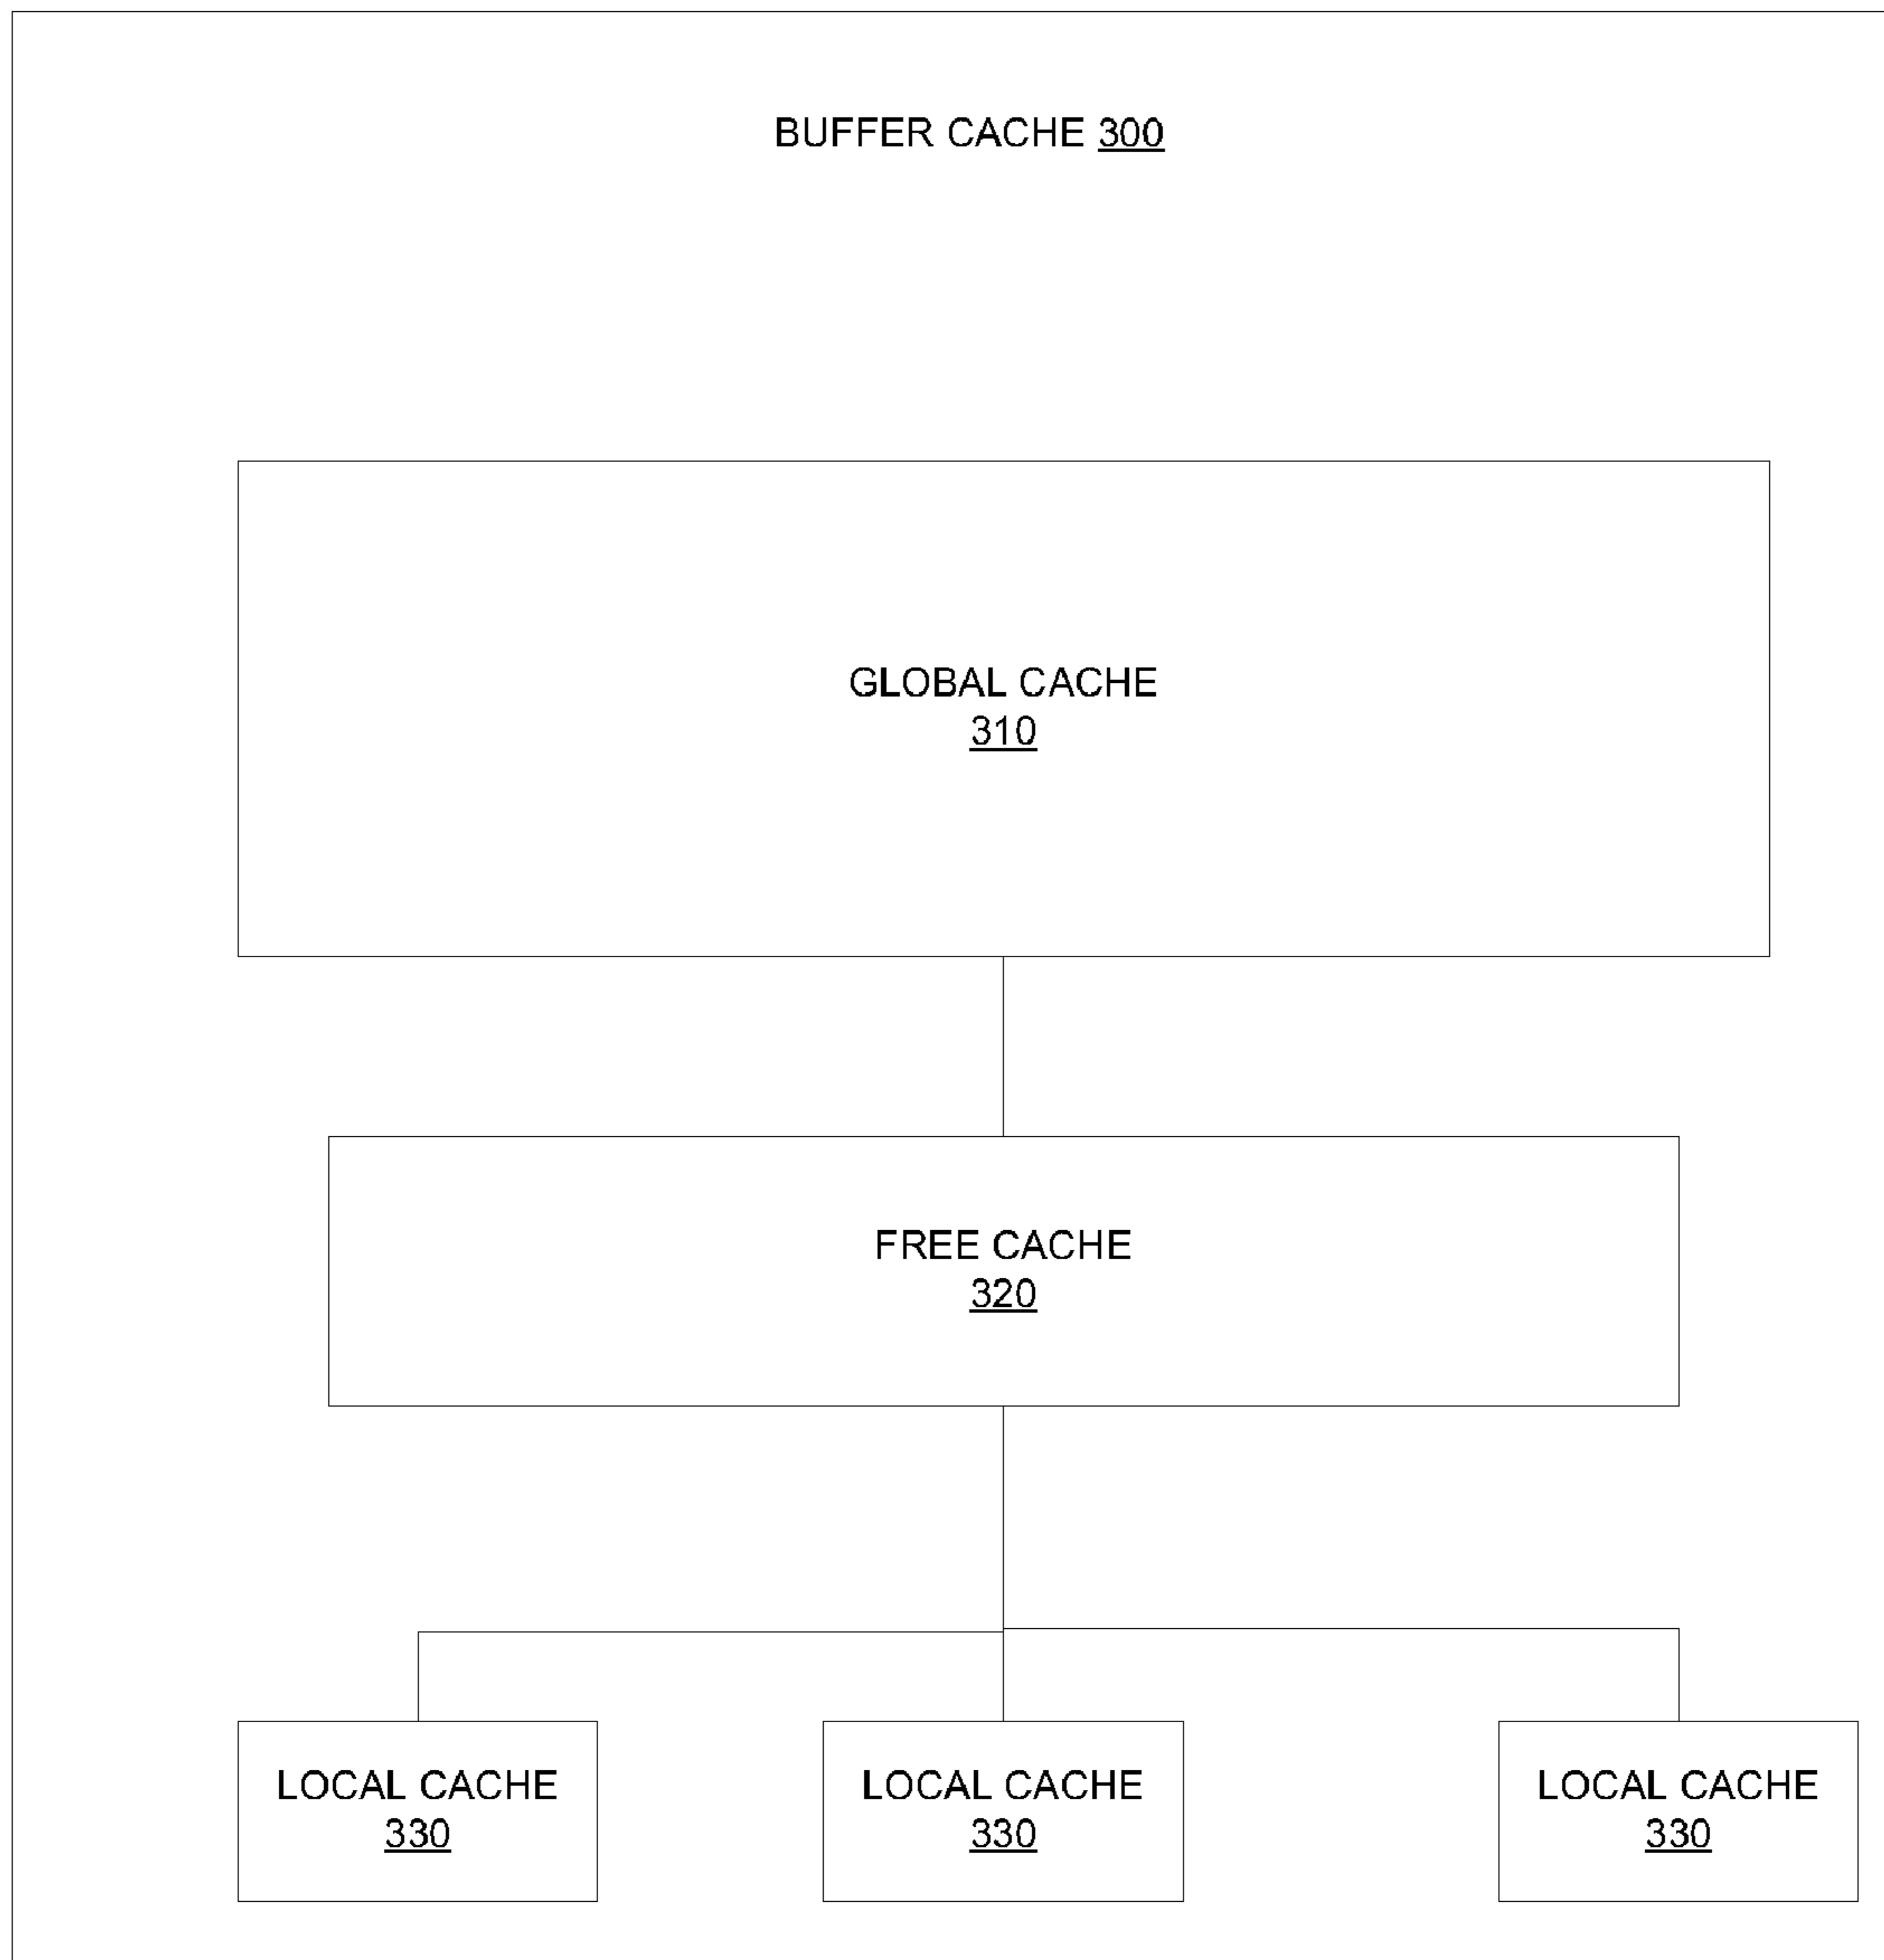 BUFFER CACHE 300
GLOBAL CACHE
310
FREE CACHE
320
LOCAL CACHE
330
LOCAL CACHE
330
LOCAL CACHE
330